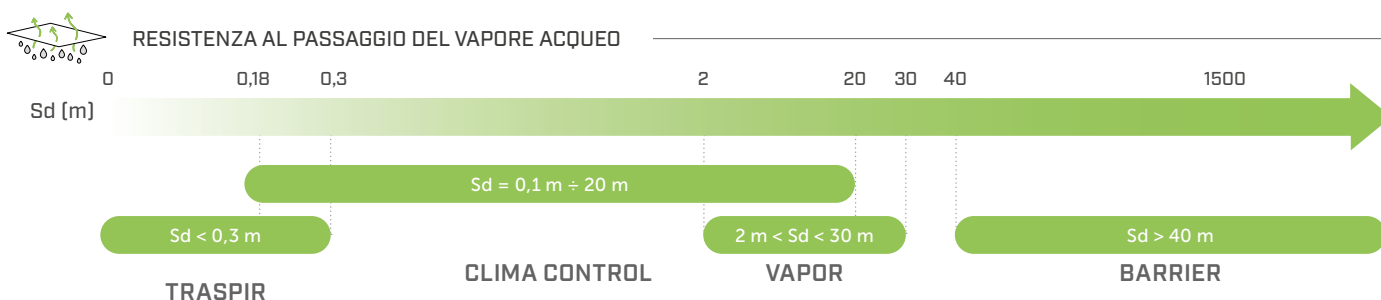 RESISTENZA AL PASSAGGIO DEL VAPORE ACQUEO
0 0,18 0,3 2 20 30 40 1500
Sd (m)
Sd = 0,1 m ÷ 20 m
Sd < 0,3 m 2 m < Sd < 30 m Sd > 40 m
TRASPIR CLIMA CONTROL VAPOR BARRIER